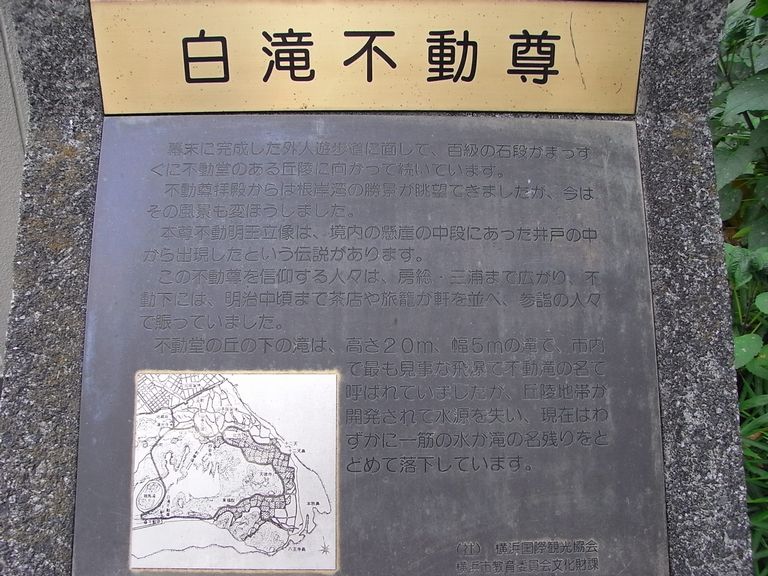 白滝不動尊
幕末に完成した外人遊歩道に面して、百級の石段がまっす
ぐに不動堂のある丘陵に向かって続いています。
不動尊拝殿からは根岸湾の勝景が眺望できましたが、今は
その風景も変ぼうしました。
本尊不動明王立像は、境内の懸崖の中段にあった井戸の中
から出現したという伝説があります。
この不動尊を信仰する人々は、房総・三浦まで広がり、不
動下には、明治中頃まで茶店や旅籠が軒を並べ、参詣の人々
で賑っていました。
不動堂の丘の下の滝は、高さ20m、幅5mの滝で、市内
で最も見事な飛瀑で不動滝の名で
呼ばれていましたが、丘陵地帯が
開発されて水源を失い、現在はわ
ずかに一筋の水が滝の名残りをと
どめて落下しています。
(社) 横浜国際観光協会
横浜市教育委員会文化財課